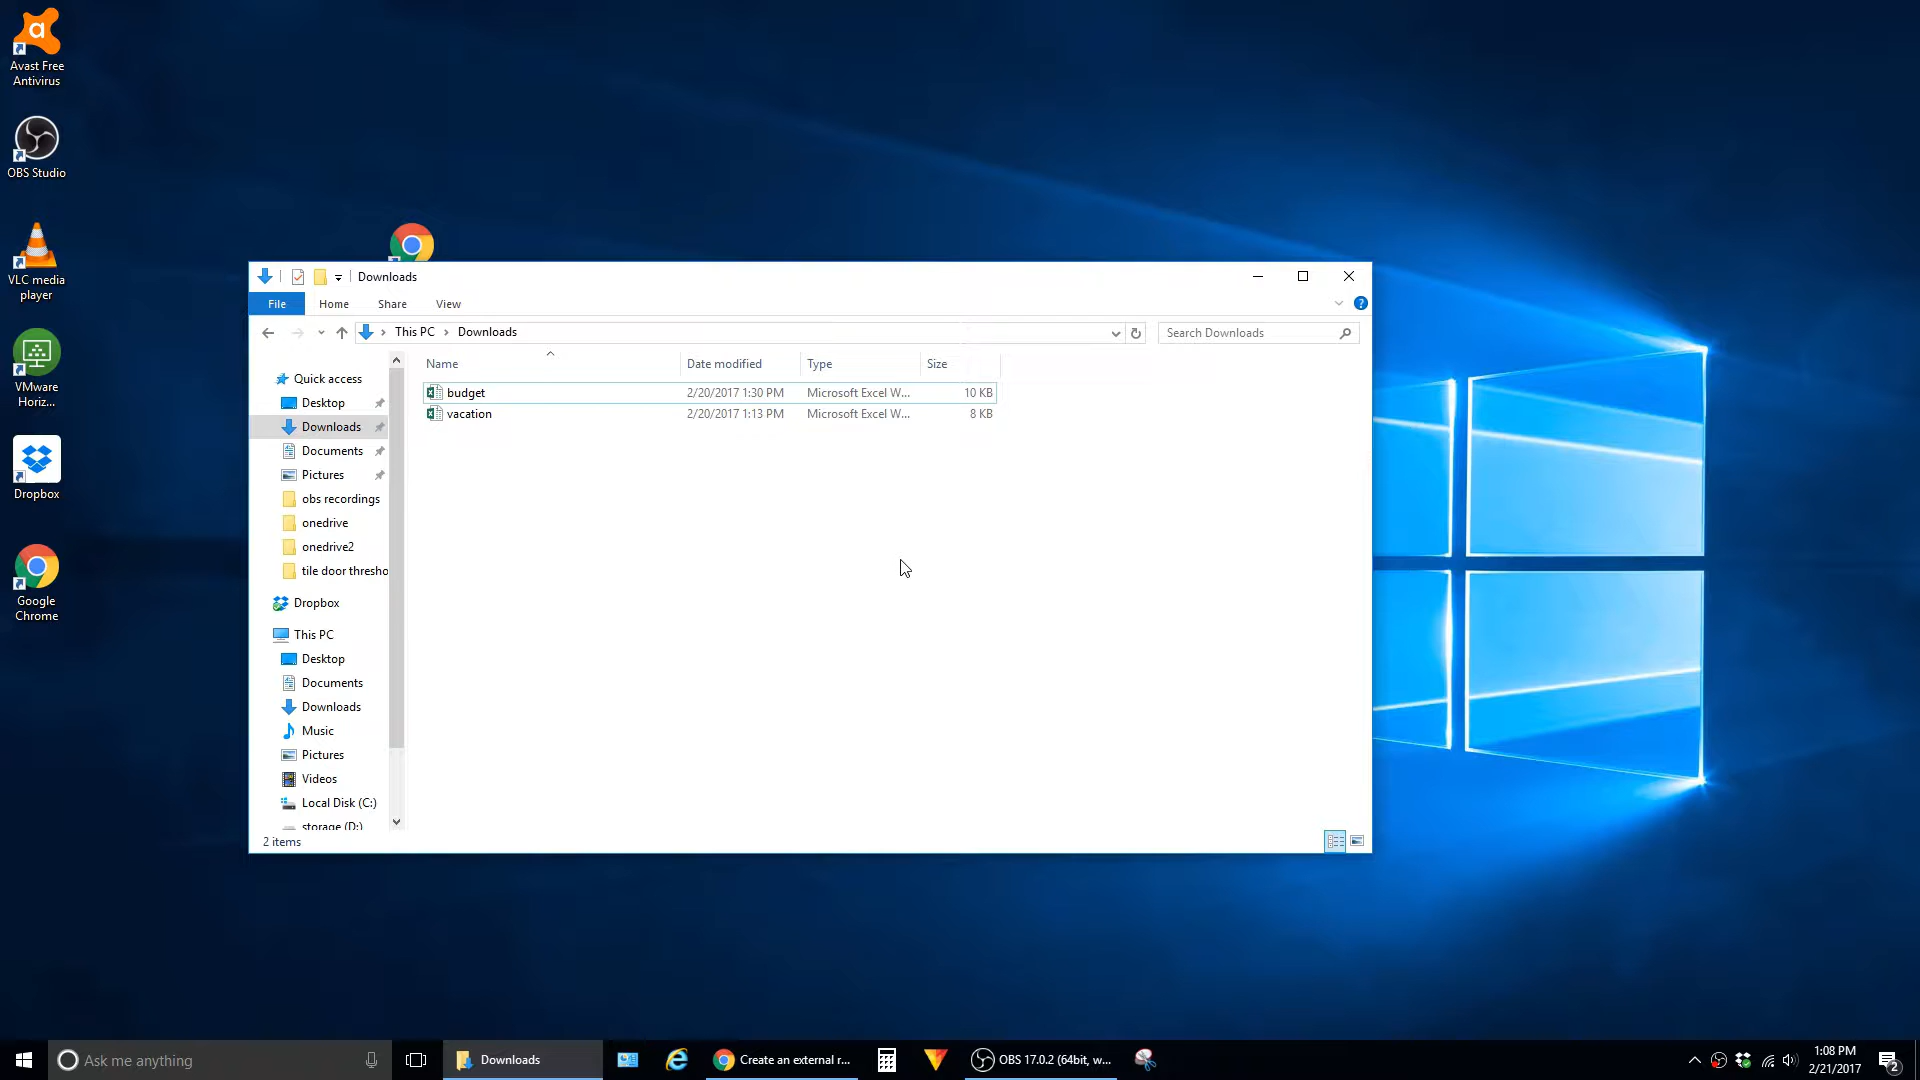 Avast Free
Antivirus
OBS Studio
VLC media
player
VMware
Horiz...
Dropbox
Google
Chrome
Downloads
File Home Share View
This PC Downloads
Search Downloads
Name Date modified Type Size
budget 2/20/2017 1:30 PM Microsoft Excel W... 10 KB
vacation 2/20/2017 1:13 PM Microsoft Excel W... 8 KB
Quick access
Desktop
Downloads
Documents
Pictures
obs recordings
onedrive
onedrive2
tile door thresho
Dropbox
This PC
Desktop
Documents
Downloads
Music
Pictures
Videos
Local Disk (C:)
storage (D:)
2 items
Ask me anything
Downloads
Create an external r...
OBS 17.0.2 (64bit, w...
1:08 PM
2/21/2017
2